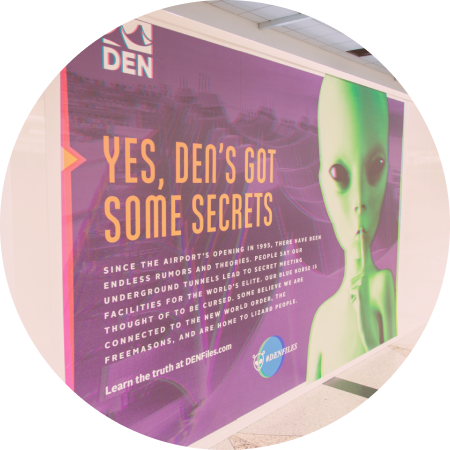 DEN
YES, DEN'S GOT
SOME SECRETS
SINCE THE AIRPORT'S OPENING IN 1995, THERE HAVE BEEN
ENDLESS RUMORS AND THEORIES. PEOPLE SAY OUR
UNDERGROUND TUNNELS LEAD TO SECRET MEETING
FACILITIES FOR THE WORLD'S ELITE. OUR BLUE HORSE IS
THOUGHT OF TO BE CURSED. SOME BELIEVE WE ARE
CONNECTED TO THE NEW WORLD ORDER, THE
FREEMASONS, AND ARE HOME TO LIZARD PEOPLE.
Learn the truth at DENFiles.com
#DENFILES